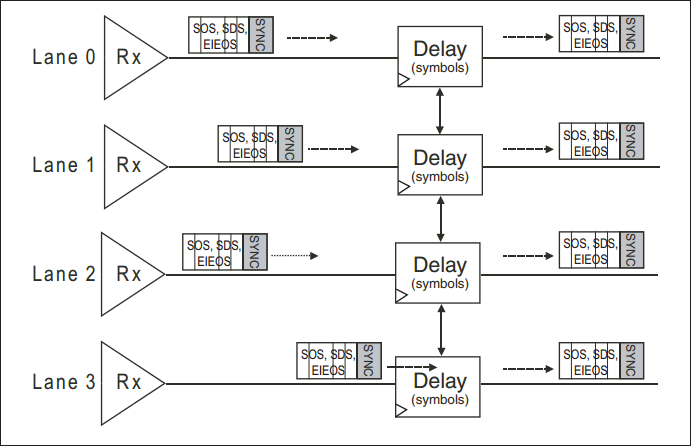 Lane 0
Rx
SOS, SDS,
EIEOS
SYNC
Delay
(symbols)
SOS, SDS,
EIEOS
SYNC
Lane 1
Rx
SOS, SDS,
EIEOS
SYNC
Delay
(symbols)
SOS, SDS,
EIEOS
SYNC
Lane 2
Rx
SOS, SDS,
EIEOS
SYNC
Delay
(symbols)
SOS, SDS,
EIEOS
SYNC
Lane 3
Rx
SOS, SDS,
EIEOS
SYNC
Delay
(symbols)
SOS, SDS,
EIEOS
SYNC